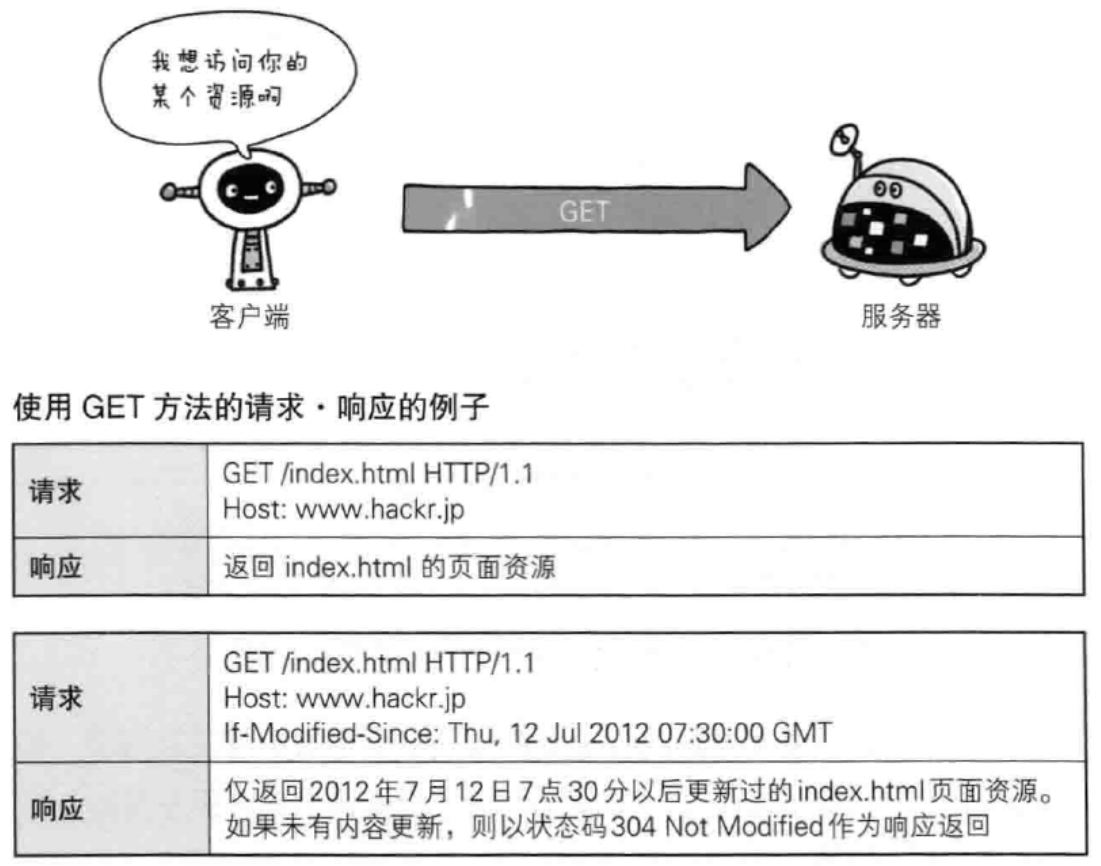 我想访问你的
某个资源啊
GET
客户端
服务器
使用 GET 方法的请求・响应的例子
请求
GET /index.html HTTP/1.1
Host: www.hackr.jp
响应
返回 index.html 的页面资源
请求
GET /index.html HTTP/1.1
Host: www.hackr.jp
If-Modified-Since: Thu, 12 Jul 2012 07:30:00 GMT
响应
仅返回2012年7月12日7点30分以后更新过的index.html页面资源。
如果未有内容更新，则以状态码304 Not Modified作为响应返回